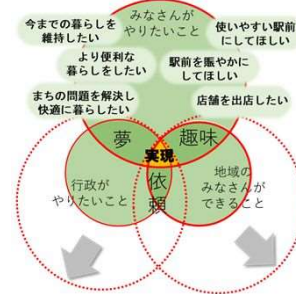 みなさんが
やりたいこと
今までの暮らしを
維持したい
使いやすい駅前
にしてほしい
より便利な
暮らしをしたい
駅前を賑やかに
してほしい
まちの問題を解決し
快適に暮らしたい
店舗を出店したい
夢
趣味
実現
依
頼
行政が
やりたいこと
地域の
みなさんが
できること